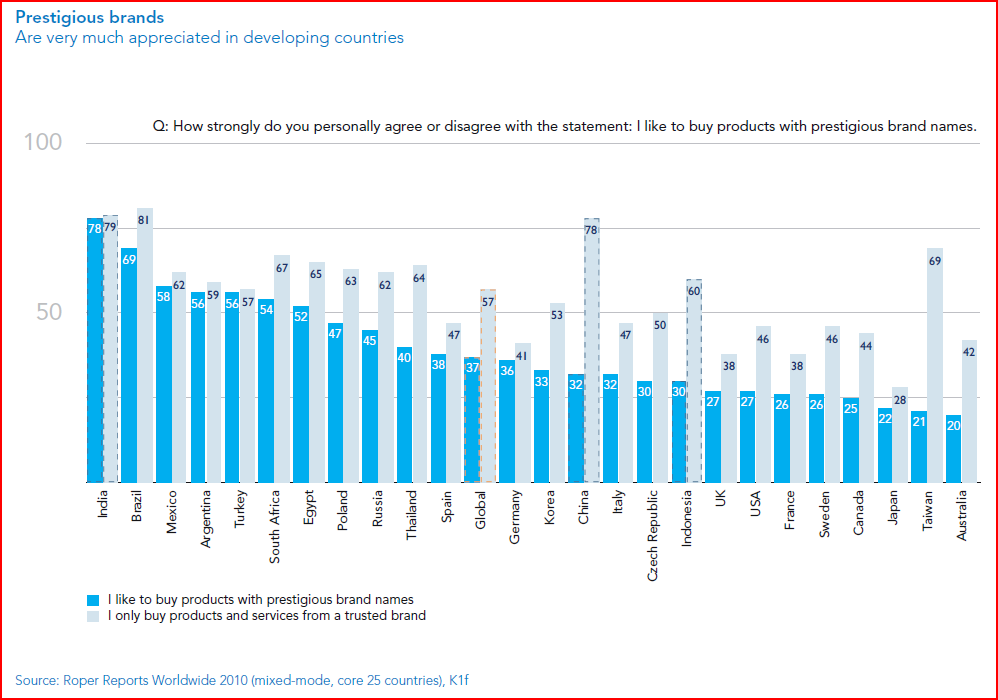 Prestigious brands
Are very much appreciated in developing countries
Q: How strongly do you personally agree or disagree with the statement: I like to buy products with prestigious brand names.
100
50
78 79 69 81 58 62 56 59 56 57 54 67 52 65 47 63 45 62 40 64 38 47 37 57 36 41 33 53 32 78 32 47 30 50 30 60 27 38 27 46 26 38 26 46 25 44 22 28 21 69 20 42
India Brazil Mexico Argentina Turkey South Africa Egypt Poland Russia Thailand Spain Global Germany Korea China Italy Czech Republic Indonesia UK USA France Sweden Canada Japan Taiwan Australia
I like to buy products with prestigious brand names
I only buy products and services from a trusted brand
Source: Roper Reports Worldwide 2010 (mixed-mode, core 25 countries), K1f